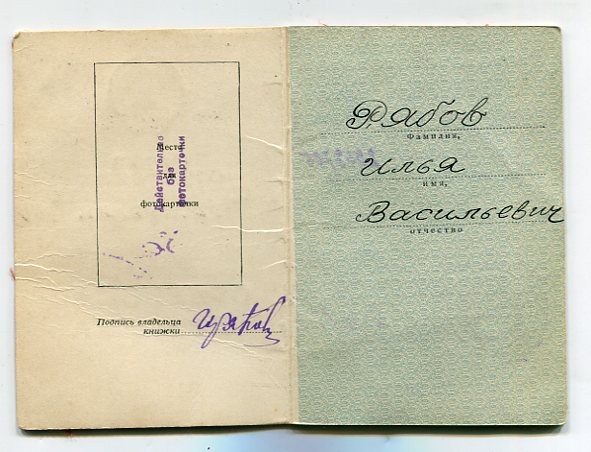 Место
для
фотокарточки
Действительно
без
фотокарточки
Подпись владельца
книжки
Рябов
Фамилия,
Илья
имя,
Васильевич
отчество